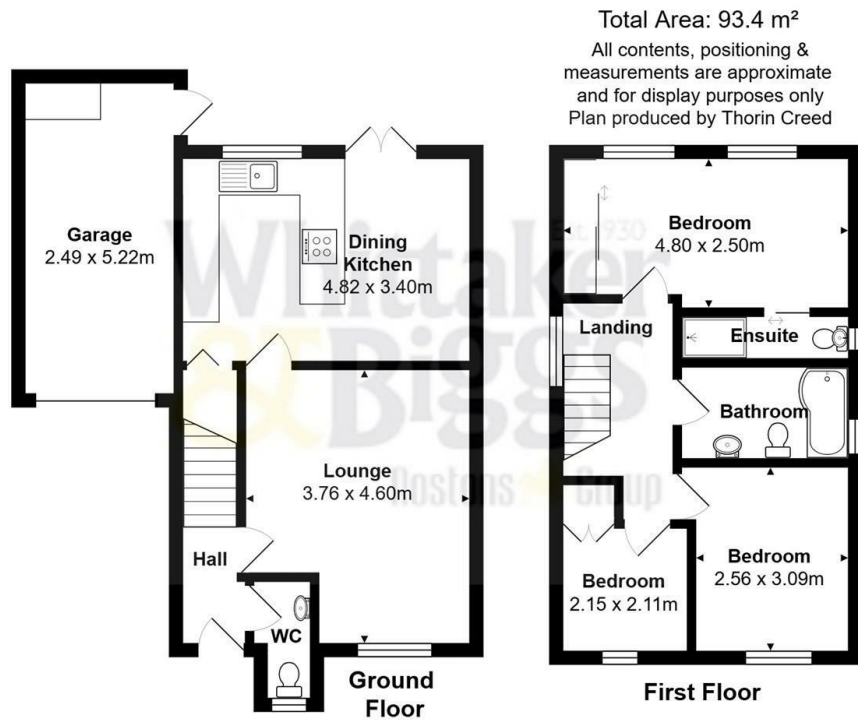 Total Area: 93.4 m²
All contents, positioning &
measurements are approximate
and for display purposes only
Plan produced by Thorin Creed
Garage
2.49 x 5.22m
Dining
Kitchen
4.82 x 3.40m
Lounge
3.76 x 4.60m
Hall
WC
Ground
Floor
Bedroom
4.80 x 2.50m
Landing
Ensuite
Bathroom
Bedroom
2.56 x 3.09m
Bedroom
2.15 x 2.11m
First Floor
Est. 1930
Whittaker
& Biggs
Rostons Group